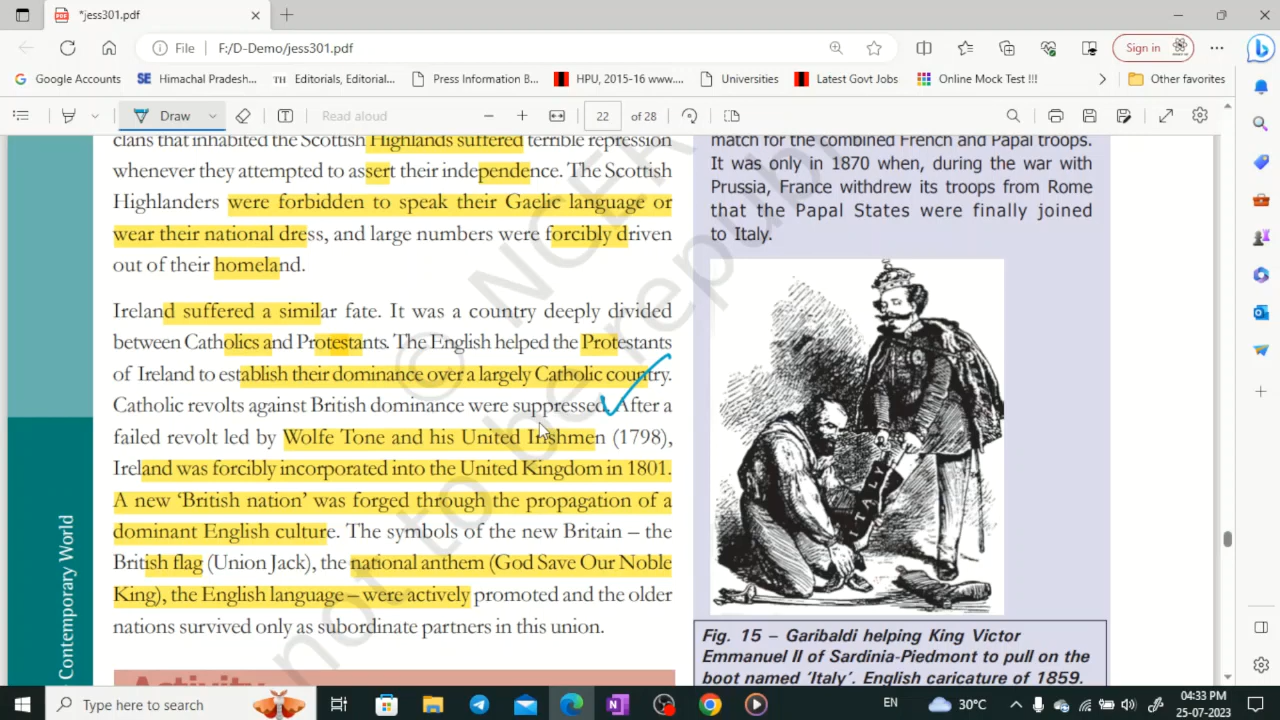 *jess301.pdf
File F:/D-Demo/jess301.pdf
Sign in
Google Accounts
Himachal Pradesh...
Editorials, Editorial...
Press Information B...
HPU, 2015-16 www....
Universities
Latest Govt Jobs
Online Mock Test !!!
Other favorites
Draw
Read aloud
22 of 28
clans that inhabited the Scottish Highlands suffered terrible repression
whenever they attempted to assert their independence. The Scottish
Highlanders were forbidden to speak their Gaelic language or
wear their national dress, and large numbers were forcibly driven
out of their homeland.
Ireland suffered a similar fate. It was a country deeply divided
between Catholics and Protestants. The English helped the Protestants
of Ireland to establish their dominance over a largely Catholic country.
Catholic revolts against British dominance were suppressed. After a
failed revolt led by Wolfe Tone and his United Irishmen (1798),
Ireland was forcibly incorporated into the United Kingdom in 1801.
A new ‘British nation’ was forged through the propagation of a
dominant English culture. The symbols of the new Britain – the
British flag (Union Jack), the national anthem (God Save Our Noble
King), the English language – were actively promoted and the older
nations survived only as subordinate partners in this union.
Activity
Contemporary World
match for the combined French and Papal troops.
It was only in 1870 when, during the war with
Prussia, France withdrew its troops from Rome
that the Papal States were finally joined
to Italy.
ITALY
Fig. 15 – Garibaldi helping King Victor
Emmanuel II of Sardinia-Piedmont to pull on the
boot named ‘Italy’. English caricature of 1859.
© NCER
not to be repub
Type here to search
EN
30°C
04:33 PM
25-07-2023